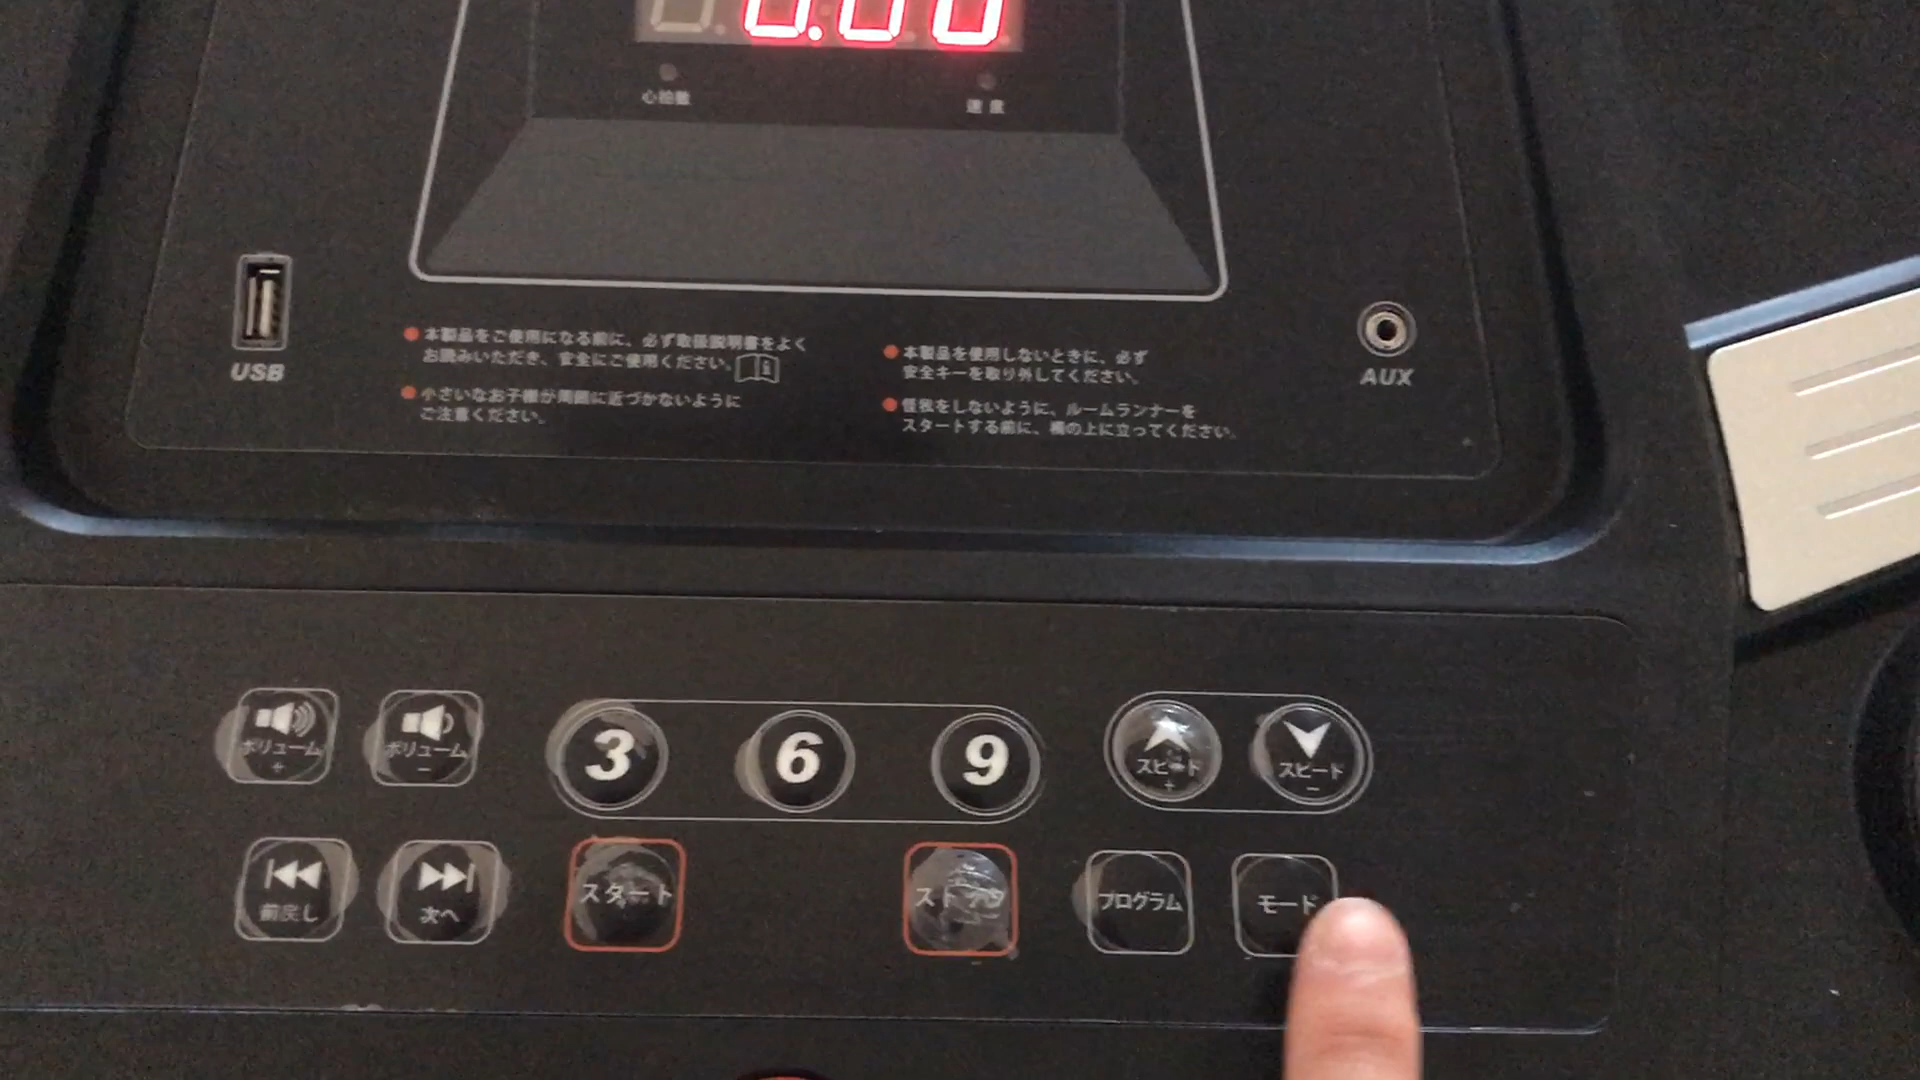 0.00
心拍数
速度
USB
本製品をご使用になる前に、必ず取扱説明書をよく
お読みいただき、安全にご使用ください。
小さいなお子様が周囲に近づかないように
ご注意ください。
本製品を使用しないときに、必ず
安全キーを取り外してください。
怪我をしないように、ルームランナーを
スタートする前に、横の上に立ってください。
AUX
ボリューム
+
ボリューム
−
3
6
9
スピード
+
スピード
−
前戻し
次へ
スタート
ストップ
プログラム
モード